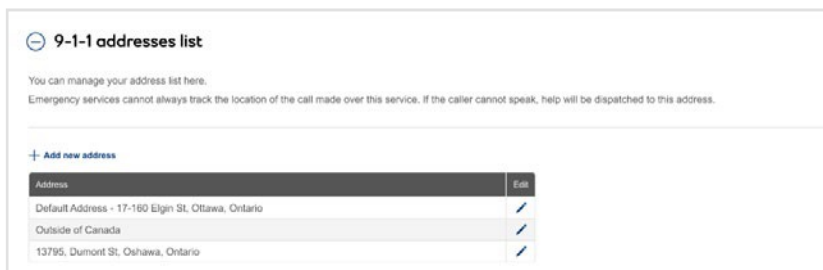 9-1-1 addresses list
You can manage your address list here.
Emergency services cannot always track the location of the call made over this service. If the caller cannot speak, help will be dispatched to this address.
Add new address
Address Edit
Default Address - 17-160 Elgin St, Ottawa, Ontario
Outside of Canada
13795, Dumont St, Oshawa, Ontario